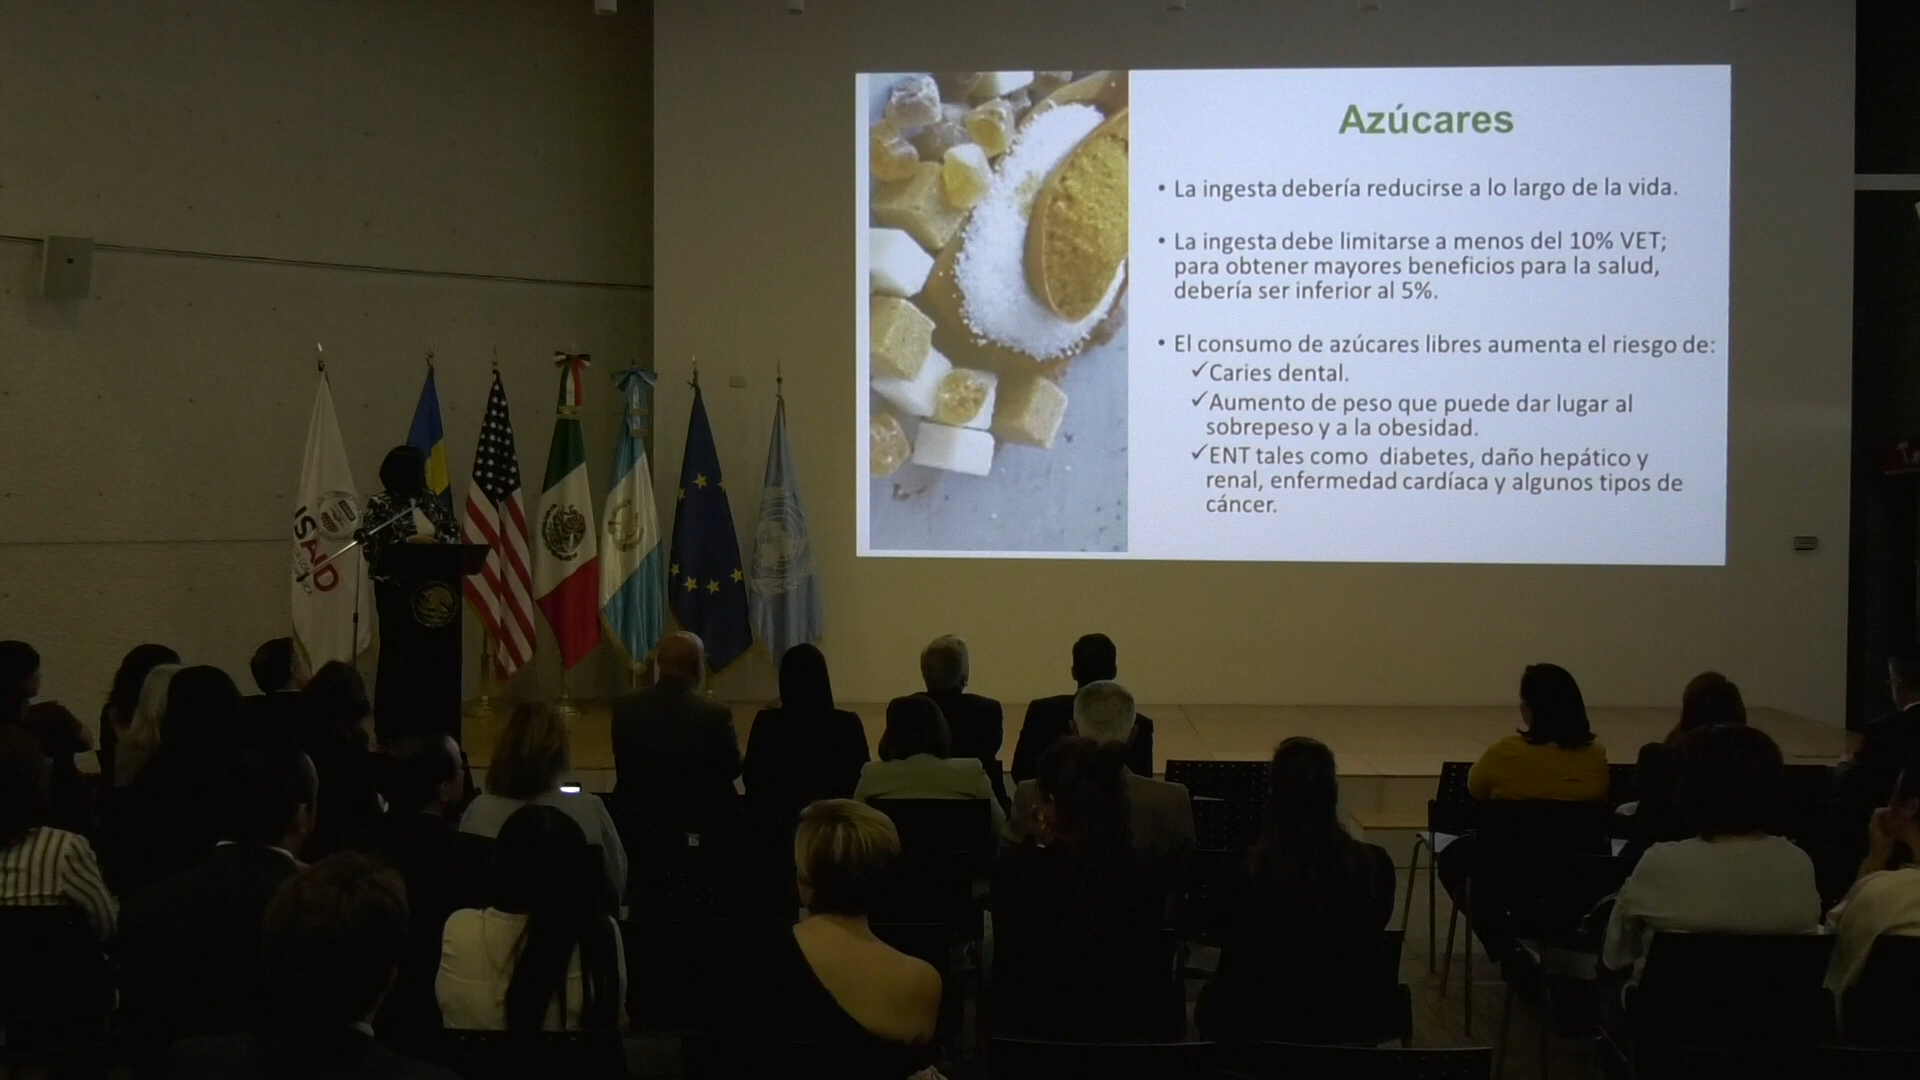 Azúcares
• La ingesta debería reducirse a lo largo de la vida.
• La ingesta debe limitarse a menos del 10% VET;
para obtener mayores beneficios para la salud,
debería ser inferior al 5%.
• El consumo de azúcares libres aumenta el riesgo de:
✓Caries dental.
✓Aumento de peso que puede dar lugar al
sobrepeso y a la obesidad.
✓ENT tales como diabetes, daño hepático y
renal, enfermedad cardíaca y algunos tipos de
cáncer.
USAID